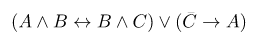 (A ∧ B ↔ B ∧ C) ∨ (C̄ → A)